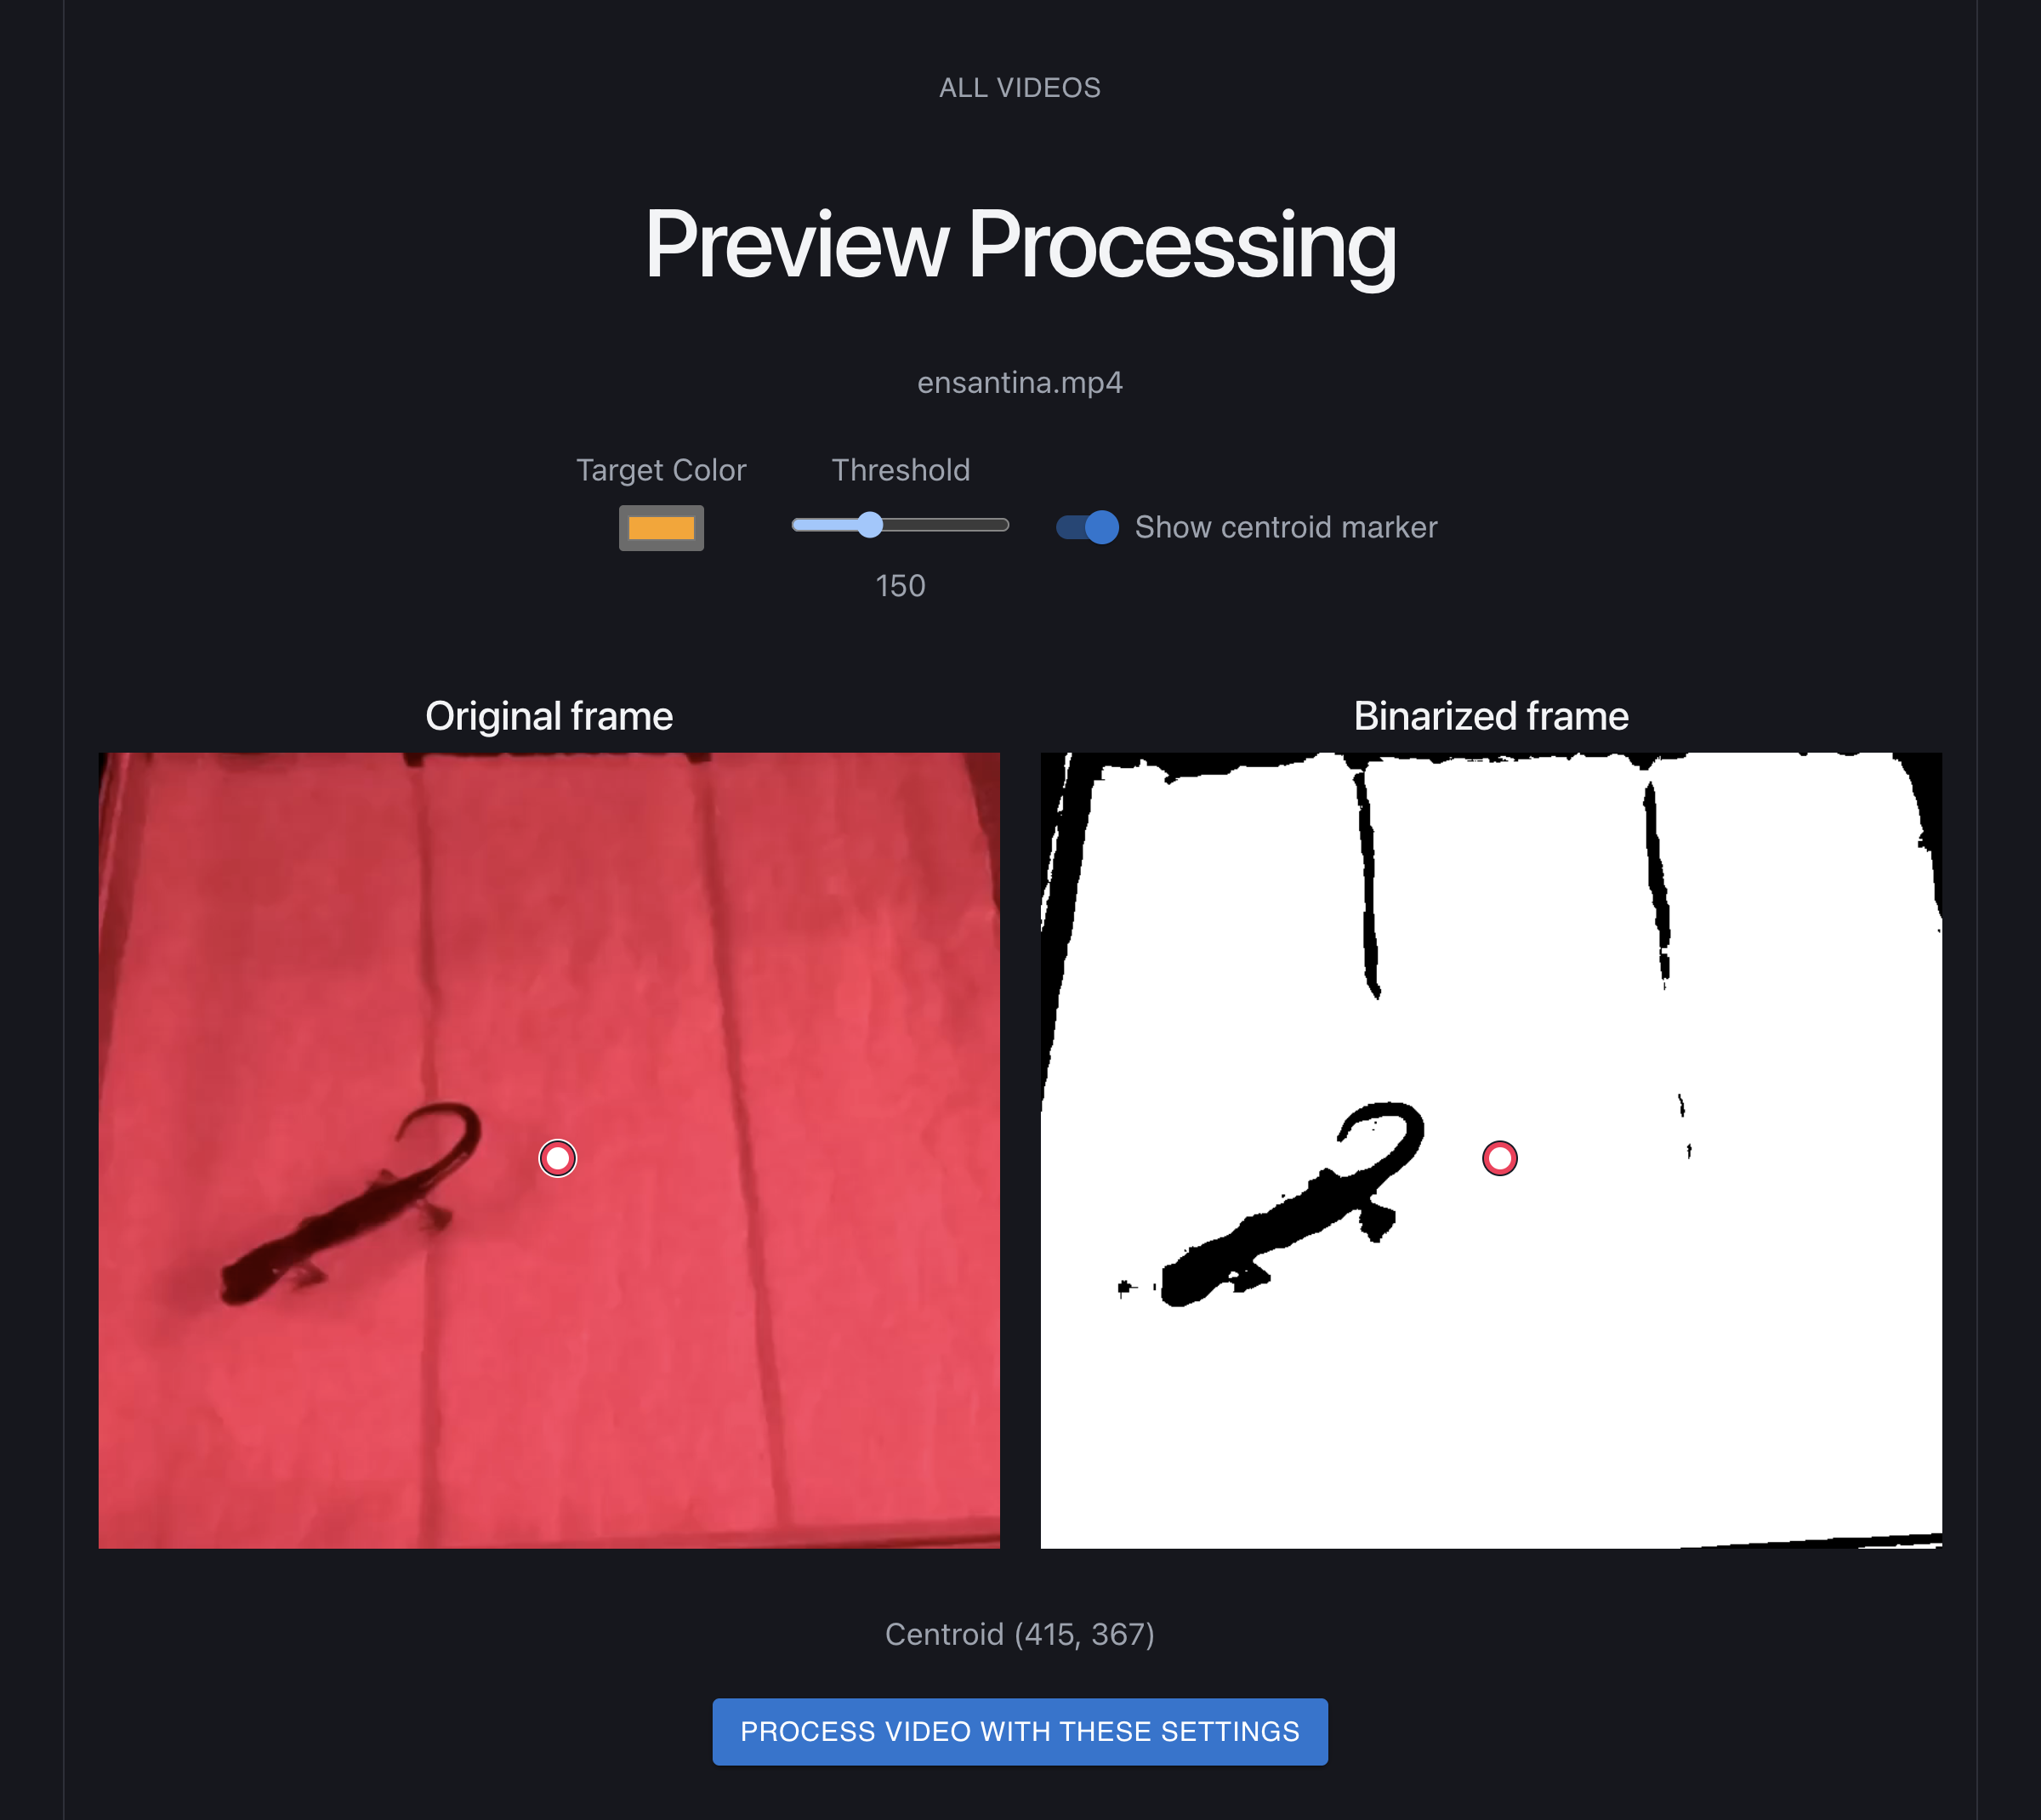 ALL VIDEOS
Preview Processing
ensantina.mp4
Target Color
Threshold
Show centroid marker
150
Original frame
Binarized frame
Centroid (415, 367)
PROCESS VIDEO WITH THESE SETTINGS